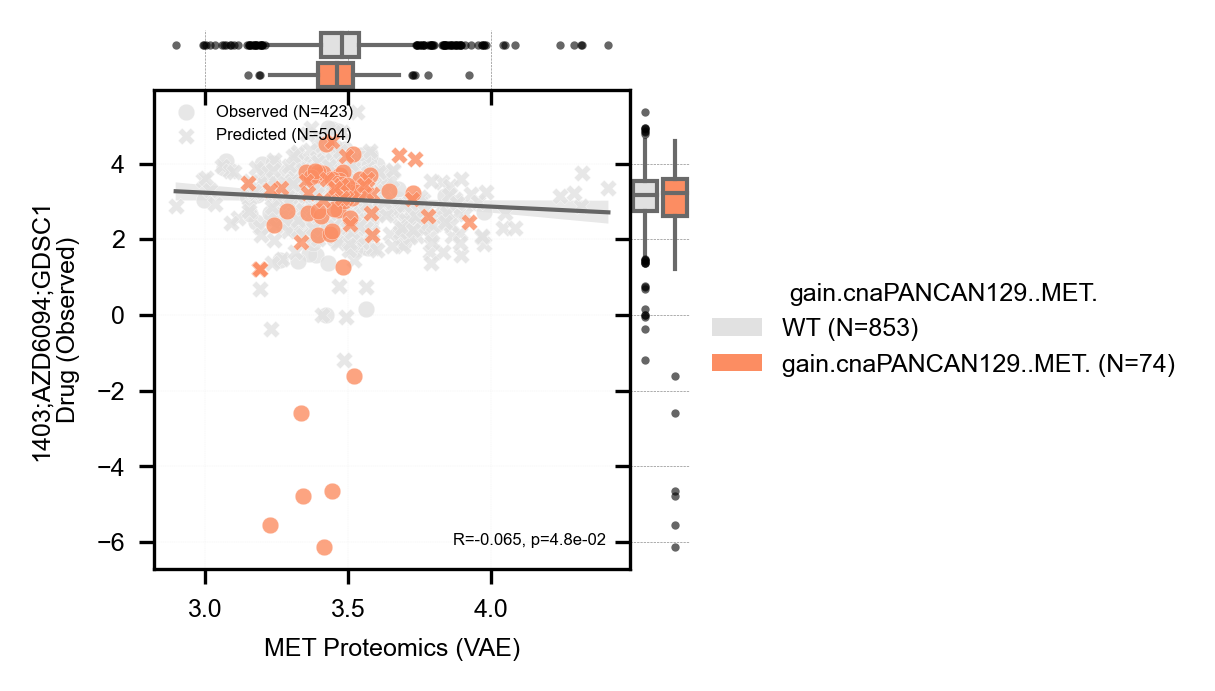 Observed (N=423)
Predicted (N=504)
4
2
0
−2
−4
−6
1403;AZD6094;GDSC1
Drug (Observed)
R=-0.065, p=4.8e-02
3.0
3.5
4.0
MET Proteomics (VAE)
gain.cnaPANCAN129..MET.
WT (N=853)
gain.cnaPANCAN129..MET. (N=74)